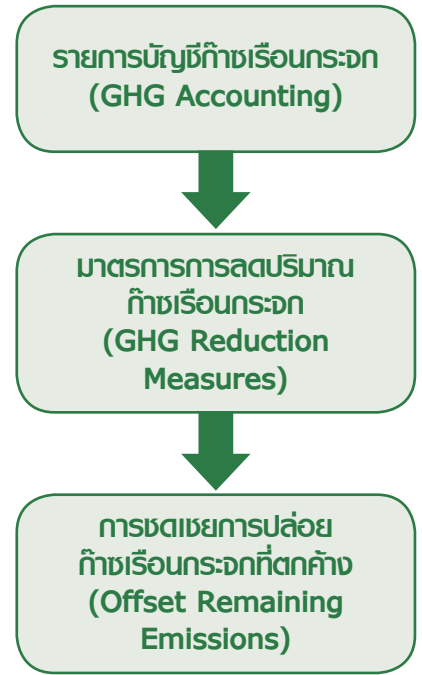 รายการบัญชีก๊าซเรือนกระจก
(GHG Accounting)
มาตรการการลดปริมาณ
ก๊าซเรือนกระจก
(GHG Reduction
Measures)
การชดเชยการปล่อย
ก๊าซเรือนกระจกที่ตกค้าง
(Offset Remaining
Emissions)